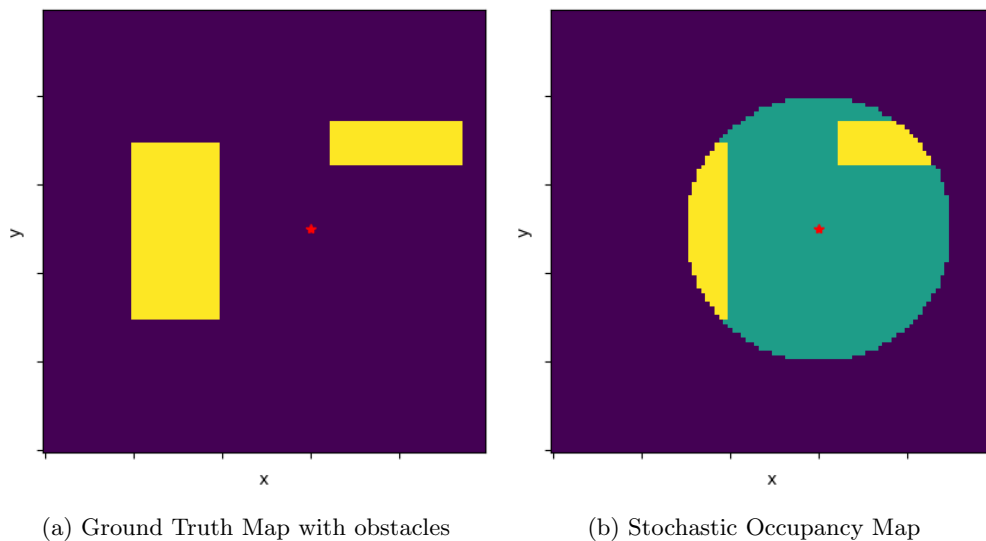 y
x
(a) Ground Truth Map with obstacles
y
x
(b) Stochastic Occupancy Map